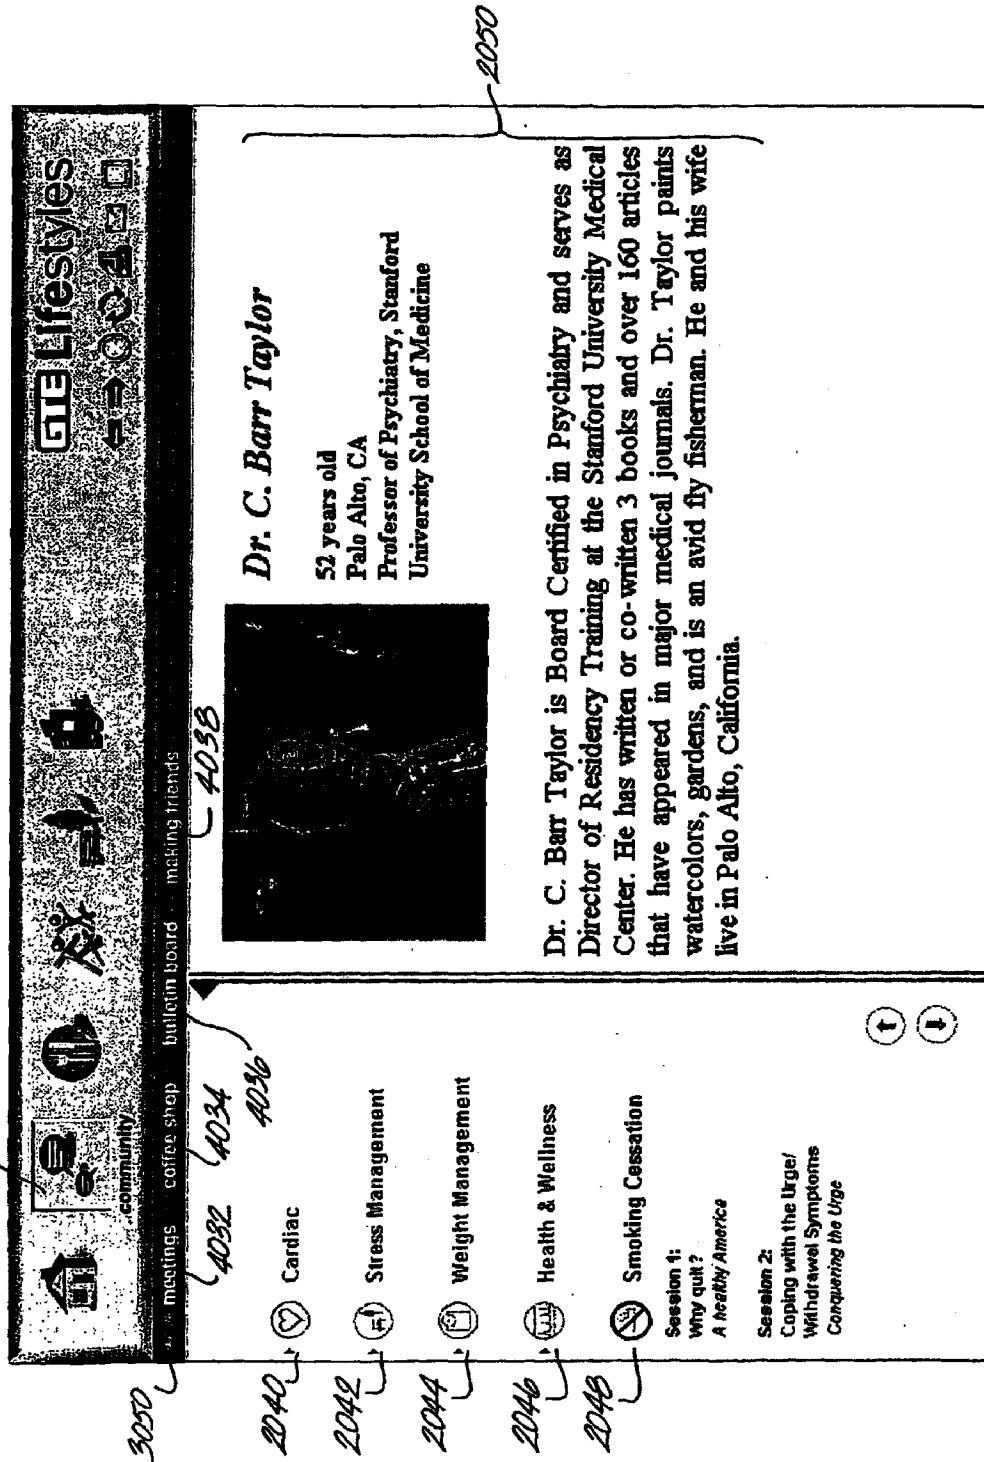 GTE Lifestyles
community
meetings coffee shop bulletin board making friends
3050
4032
4034
4036
4038
2040
Cardiac
2042
Stress Management
2044
Weight Management
2046
Health & Wellness
2048
Smoking Cessation
Session 1:
Why quit?
A healthy America
Session 2:
Coping with the Urge/
Withdrawel Symptoms
Conquering the Urge
Dr. C. Barr Taylor
52 years old
Palo Alto, CA
Professor of Psychiatry, Stanford
University School of Medicine
2050
Dr. C. Barr Taylor is Board Certified in Psychiatry and serves as
Director of Residency Training at the Stanford University Medical
Center. He has written or co-written 3 books and over 160 articles
that have appeared in major medical journals. Dr. Taylor paints
watercolors, gardens, and is an avid fly fisherman. He and his wife
live in Palo Alto, California.